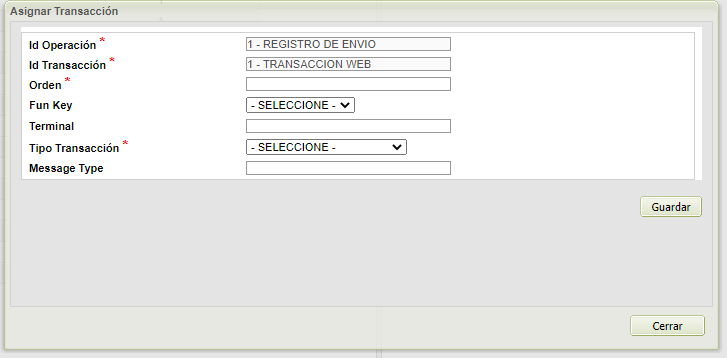 Asignar Transacción
Id Operación * 1 - REGISTRO DE ENVIO
Id Transacción * 1 - TRANSACCION WEB
Orden *
Fun Key - SELECCIONE -
Terminal
Tipo Transacción * - SELECCIONE -
Message Type
Guardar
Cerrar